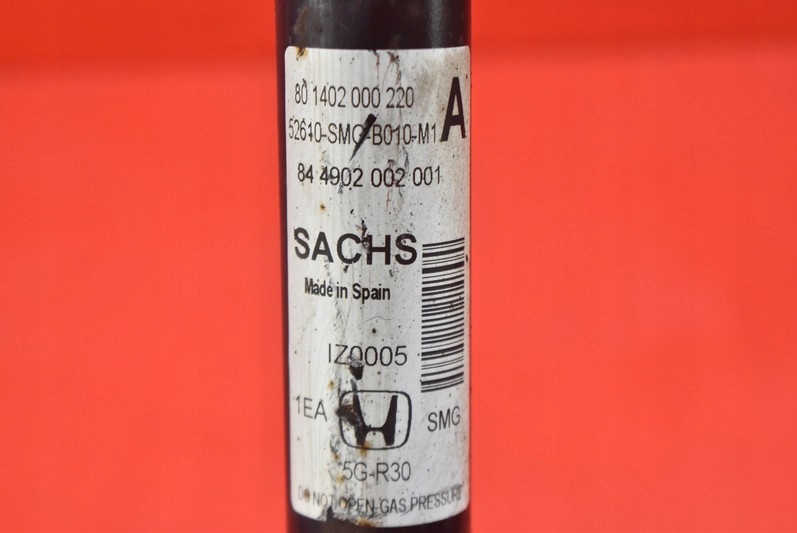 80 1402 000 220
52610-SMG-B010-M1 A
84 4902 002 001
SACHS
Made in Spain
IZ0005
1EA SMG
5G-R30
DO NOT OPEN-GAS PRESSURE